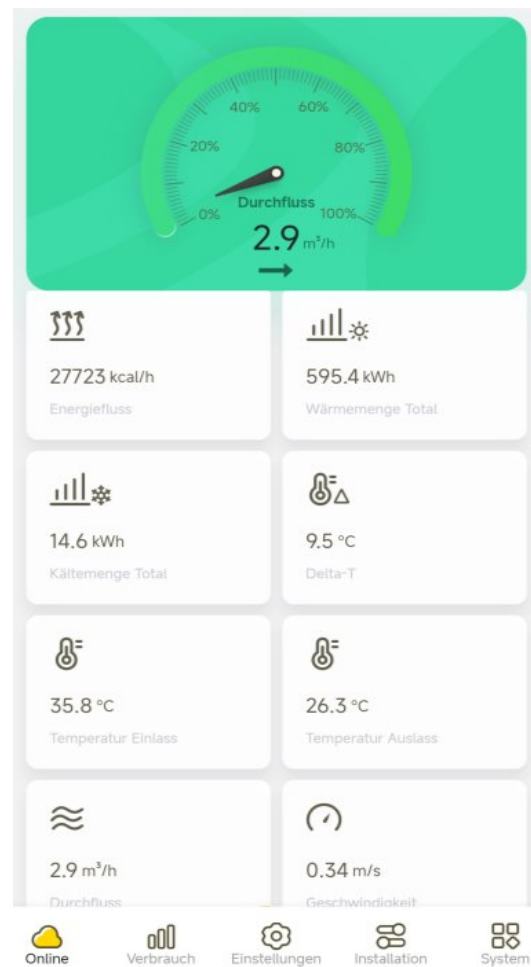 40% 60%
20% 80%
0% Durchfluss 100%
2.9 m³/h
27723 kcal/h 595.4 kWh
Energiefluss Wärmemenge Total
14.6 kWh 9.5 °C
Kältemenge Total Delta-T
35.8 °C 26.3 °C
Temperatur Einlass Temperatur Auslass
2.9 m³/h 0.34 m/s
Durchfluss Geschwindigkeit
Online Verbrauch Einstellungen Installation System